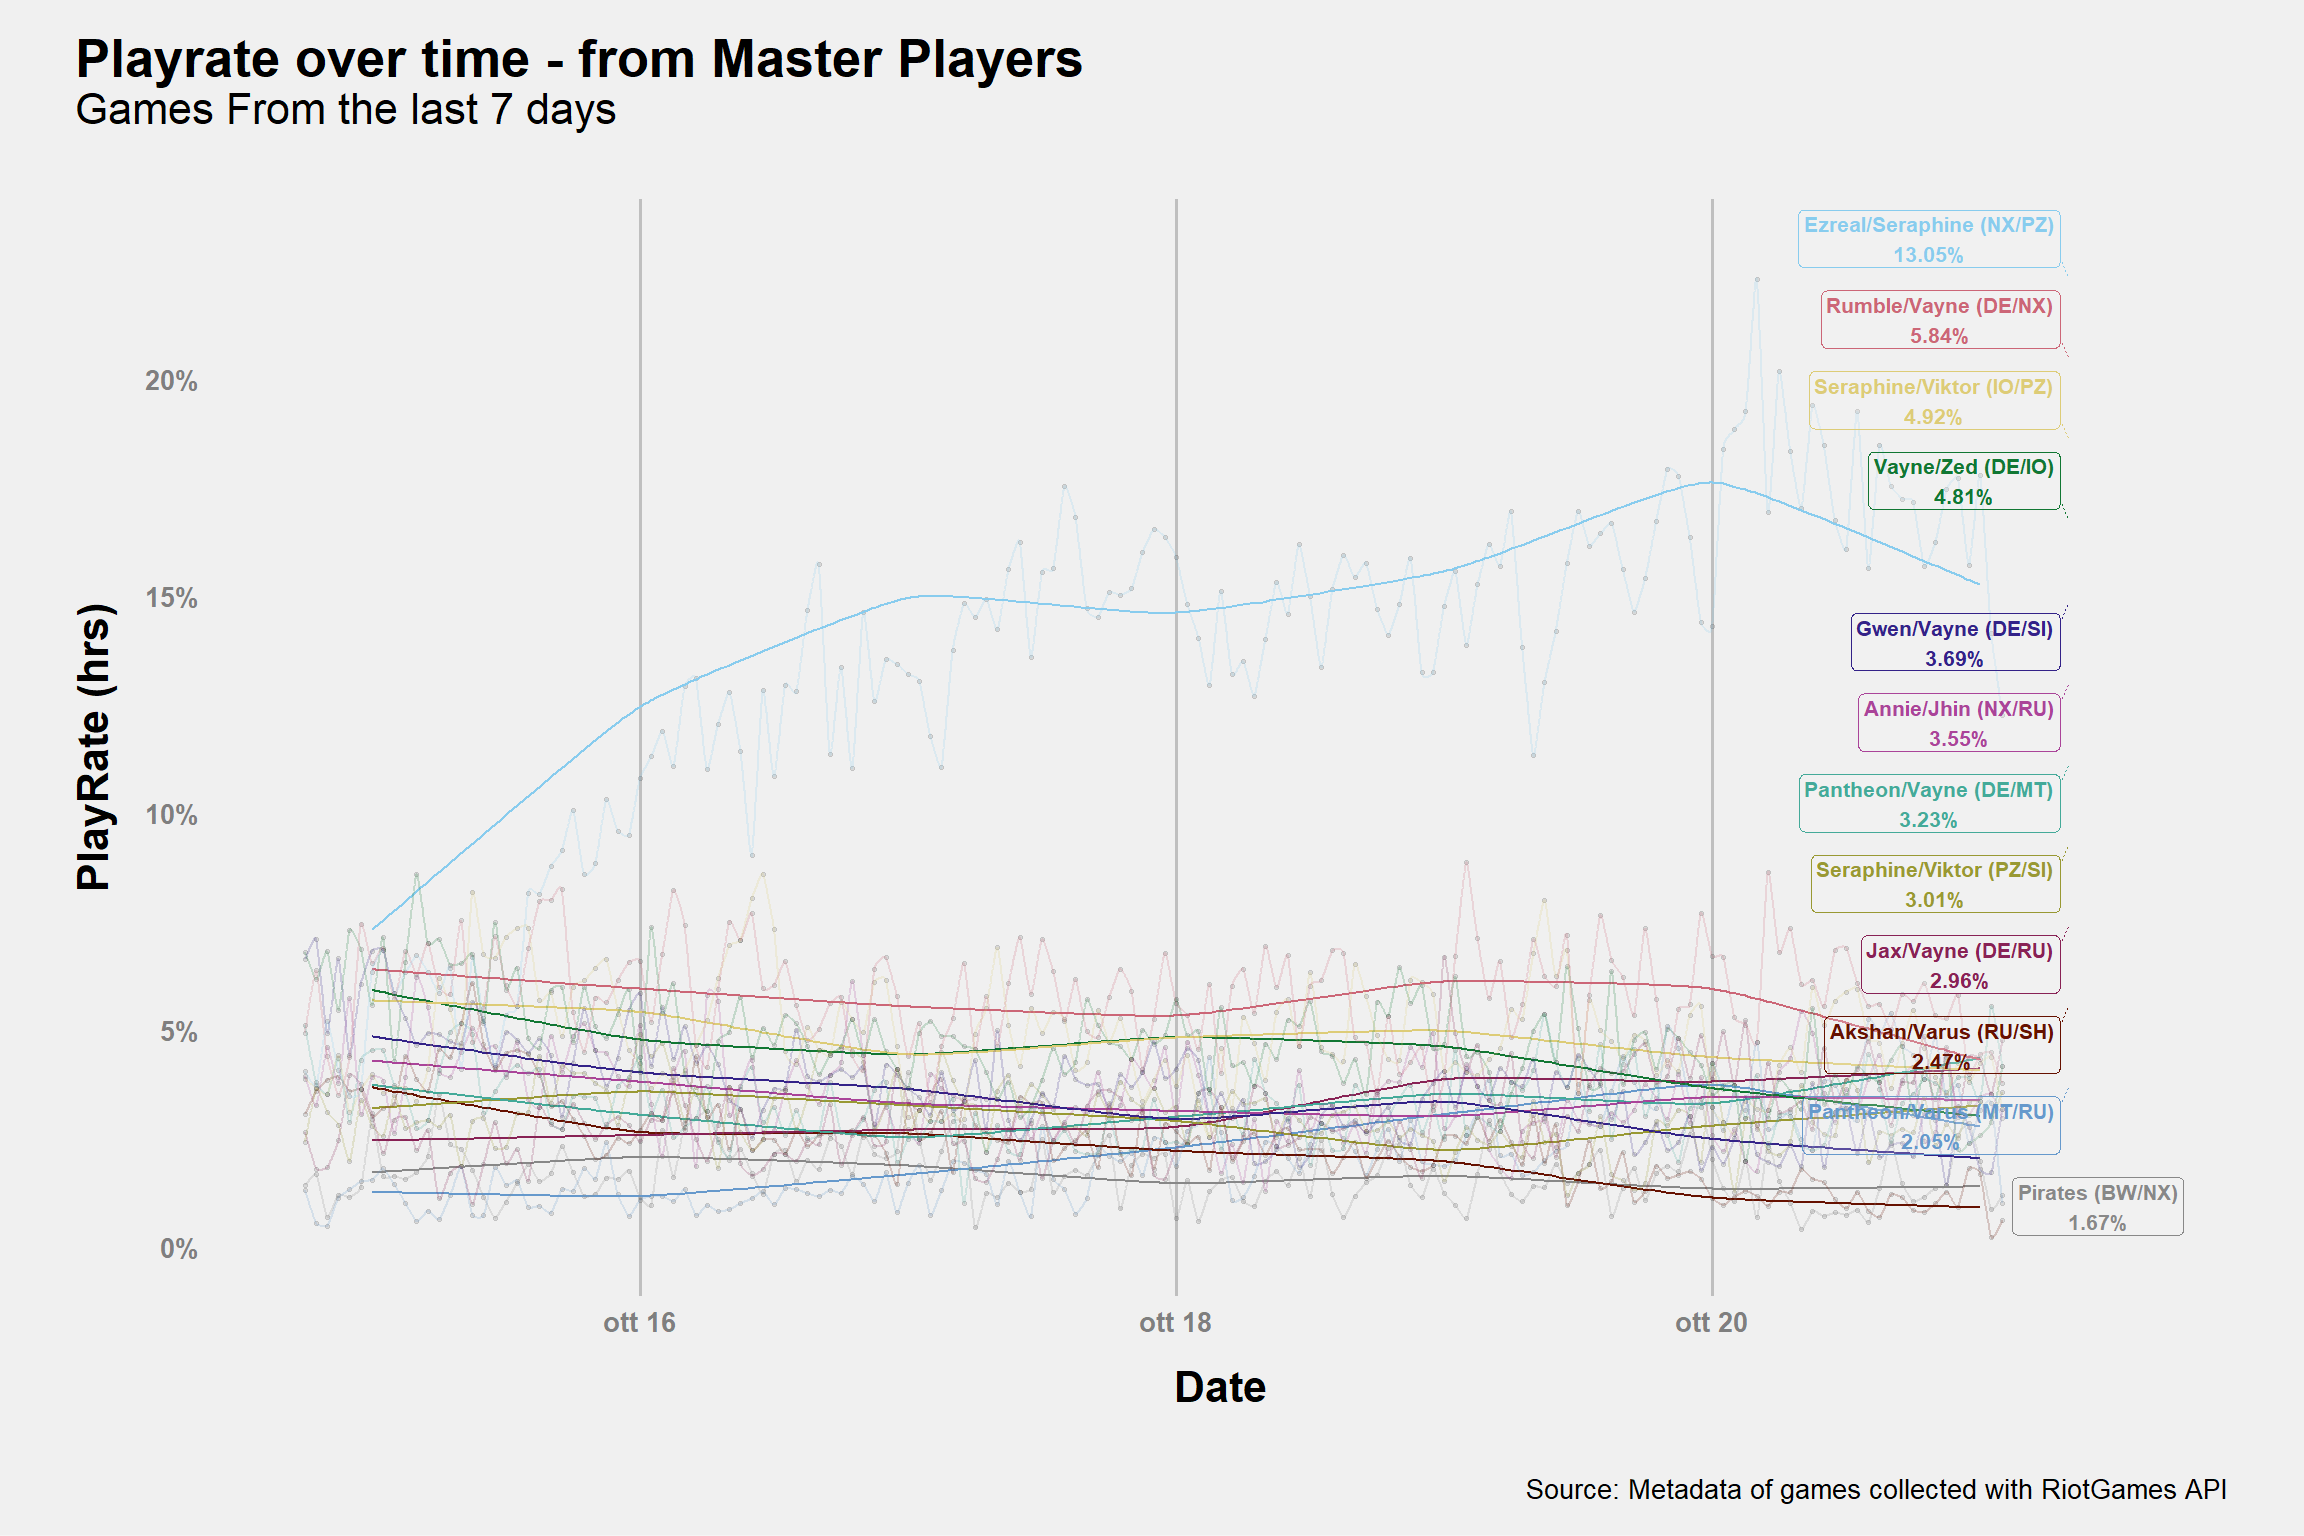 Playrate over time - from Master Players
Games From the last 7 days
PlayRate (hrs)
20%
15%
10%
5%
0%
Ezreal/Seraphine (NX/PZ)
13.05%
Rumble/Vayne (DE/NX)
5.84%
Seraphine/Viktor (IO/PZ)
4.92%
Vayne/Zed (DE/IO)
4.81%
Gwen/Vayne (DE/SI)
3.69%
Annie/Jhin (NX/RU)
3.55%
Pantheon/Vayne (DE/MT)
3.23%
Seraphine/Viktor (PZ/SI)
3.01%
Jax/Vayne (DE/RU)
2.96%
Akshan/Varus (RU/SH)
2.47%
Pantheon/Varus (MT/RU)
2.05%
Pirates (BW/NX)
1.67%
ott 16
ott 18
ott 20
Date
Source: Metadata of games collected with RiotGames API